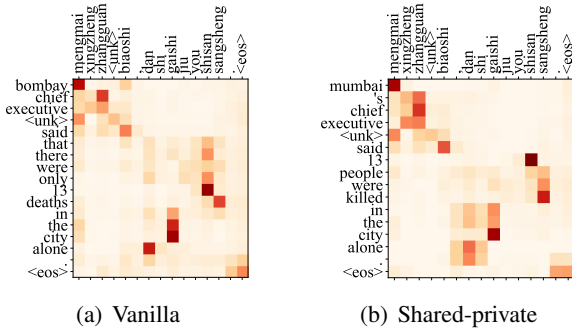 mengmai
xingzheng
zhangguan
<unk>
biaoshi
,
dan
shi
gaishi
jiu
you
shisan
sangsheng
.
<eos>
bombay
chief
executive
<unk>
said
that
there
were
only
13
deaths
in
the
city
alone
.
<eos>
(a) Vanilla
mengmai
xingzheng
zhangguan
<unk>
biaoshi
,
dan
shi
gaishi
jiu
you
shisan
sangsheng
.
<eos>
mumbai
's
chief
executive
<unk>
said
13
people
were
killed
in
the
city
alone
.
<eos>
(b) Shared-private